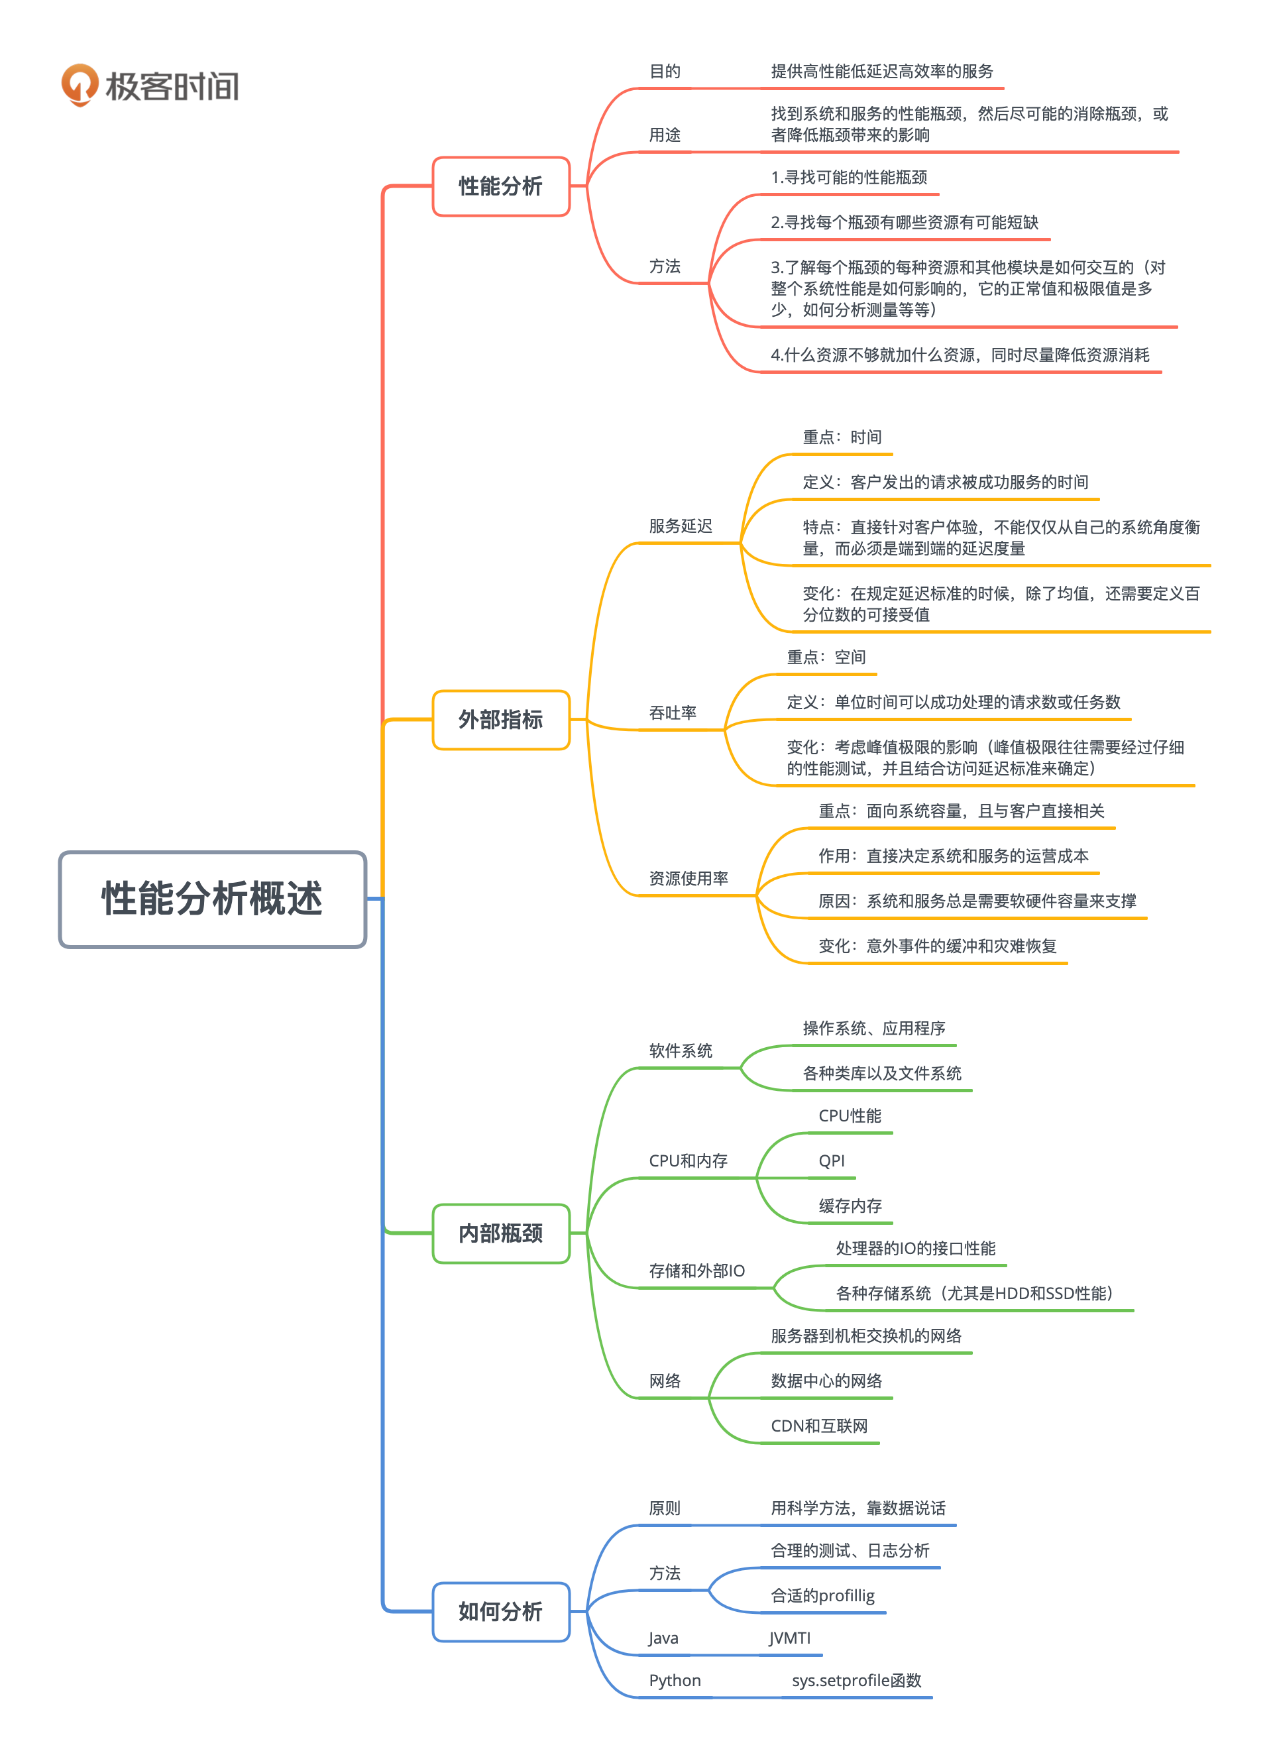 极客时间
性能分析概述
性能分析
目的
提供高性能低延迟高效率的服务
用途
找到系统和服务的性能瓶颈，然后尽可能的消除瓶颈，或
者降低瓶颈带来的影响
方法
1.寻找可能的性能瓶颈
2.寻找每个瓶颈有哪些资源有可能短缺
3.了解每个瓶颈的每种资源和其他模块是如何交互的（对
整个系统性能是如何影响的，它的正常值和极限值是多
少，如何分析测量等等）
4.什么资源不够就加什么资源，同时尽量降低资源消耗
外部指标
服务延迟
重点：时间
定义：客户发出的请求被成功服务的时间
特点：直接针对客户体验，不能仅仅从自己的系统角度衡
量，而必须是端到端的延迟度量
变化：在规定延迟标准的时候，除了均值，还需要定义百
分位数的可接受值
吞吐率
重点：空间
定义：单位时间可以成功处理的请求数或任务数
变化：考虑峰值极限的影响（峰值极限往往需要经过仔细
的性能测试，并且结合访问延迟标准来确定）
资源使用率
重点：面向系统容量，且与客户直接相关
作用：直接决定系统和服务的运营成本
原因：系统和服务总是需要软硬件容量来支撑
变化：意外事件的缓冲和灾难恢复
内部瓶颈
软件系统
操作系统、应用程序
各种类库以及文件系统
CPU和内存
CPU性能
QPI
缓存内存
存储和外部IO
处理器的IO的接口性能
各种存储系统（尤其是HDD和SSD性能）
网络
服务器到机柜交换机的网络
数据中心的网络
CDN和互联网
如何分析
原则
用科学方法，靠数据说话
方法
合理的测试、日志分析
合适的profillig
Java
JVMTI
Python
sys.setprofile函数